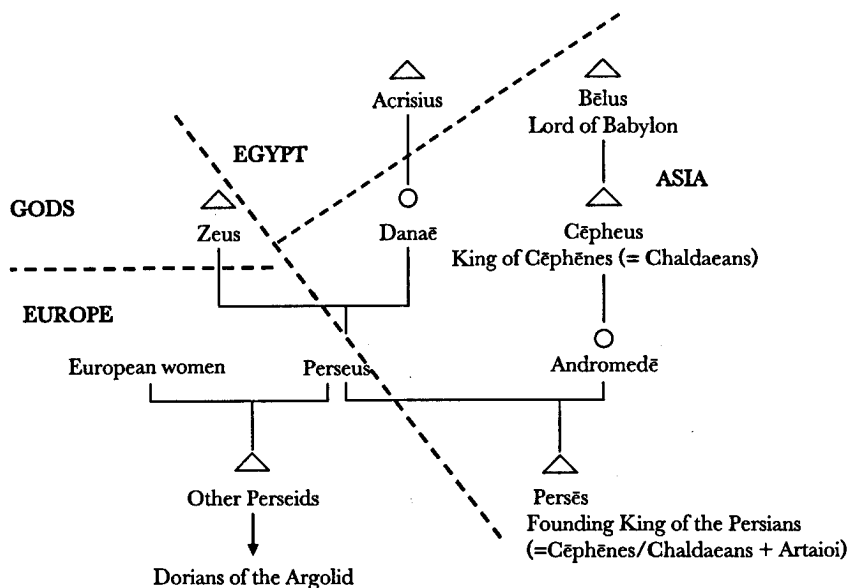 Acrisius
Bēlus
Lord of Babylon
EGYPT
ASIA
GODS
Zeus
Danaē
Cēpheus
King of Cēphēnes (= Chaldaeans)
EUROPE
European women
Perseus
Andromedē
Other Perseids
Persēs
Founding King of the Persians
(=Cēphēnes/Chaldaeans + Artaioi)
Dorians of the Argolid